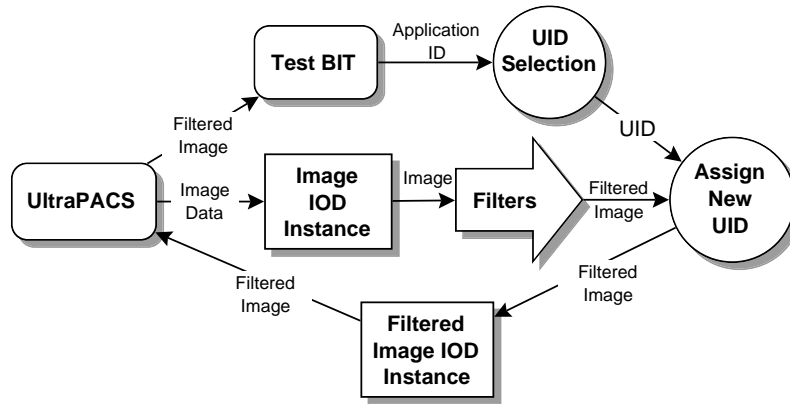 Test BIT
Application
ID
UID
Selection
Filtered
Image
UID
UltraPACS
Image
Data
Image
IOD
Instance
Image
Filters
Filtered
Image
Assign
New
UID
Filtered
Image
Filtered
Image
Filtered
Image IOD
Instance